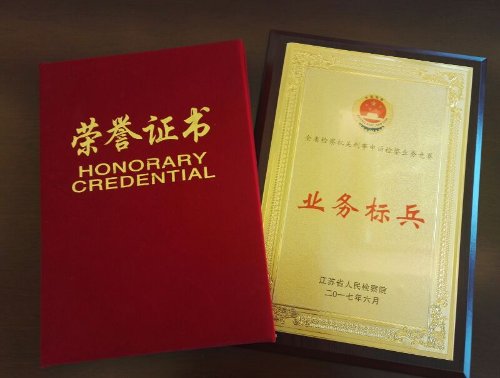 荣誉证书
HONORARY
CREDENTIAL
全省检察机关刑事申诉检察业务竞赛
业务标兵
江苏省人民检察院
二〇一七年六月